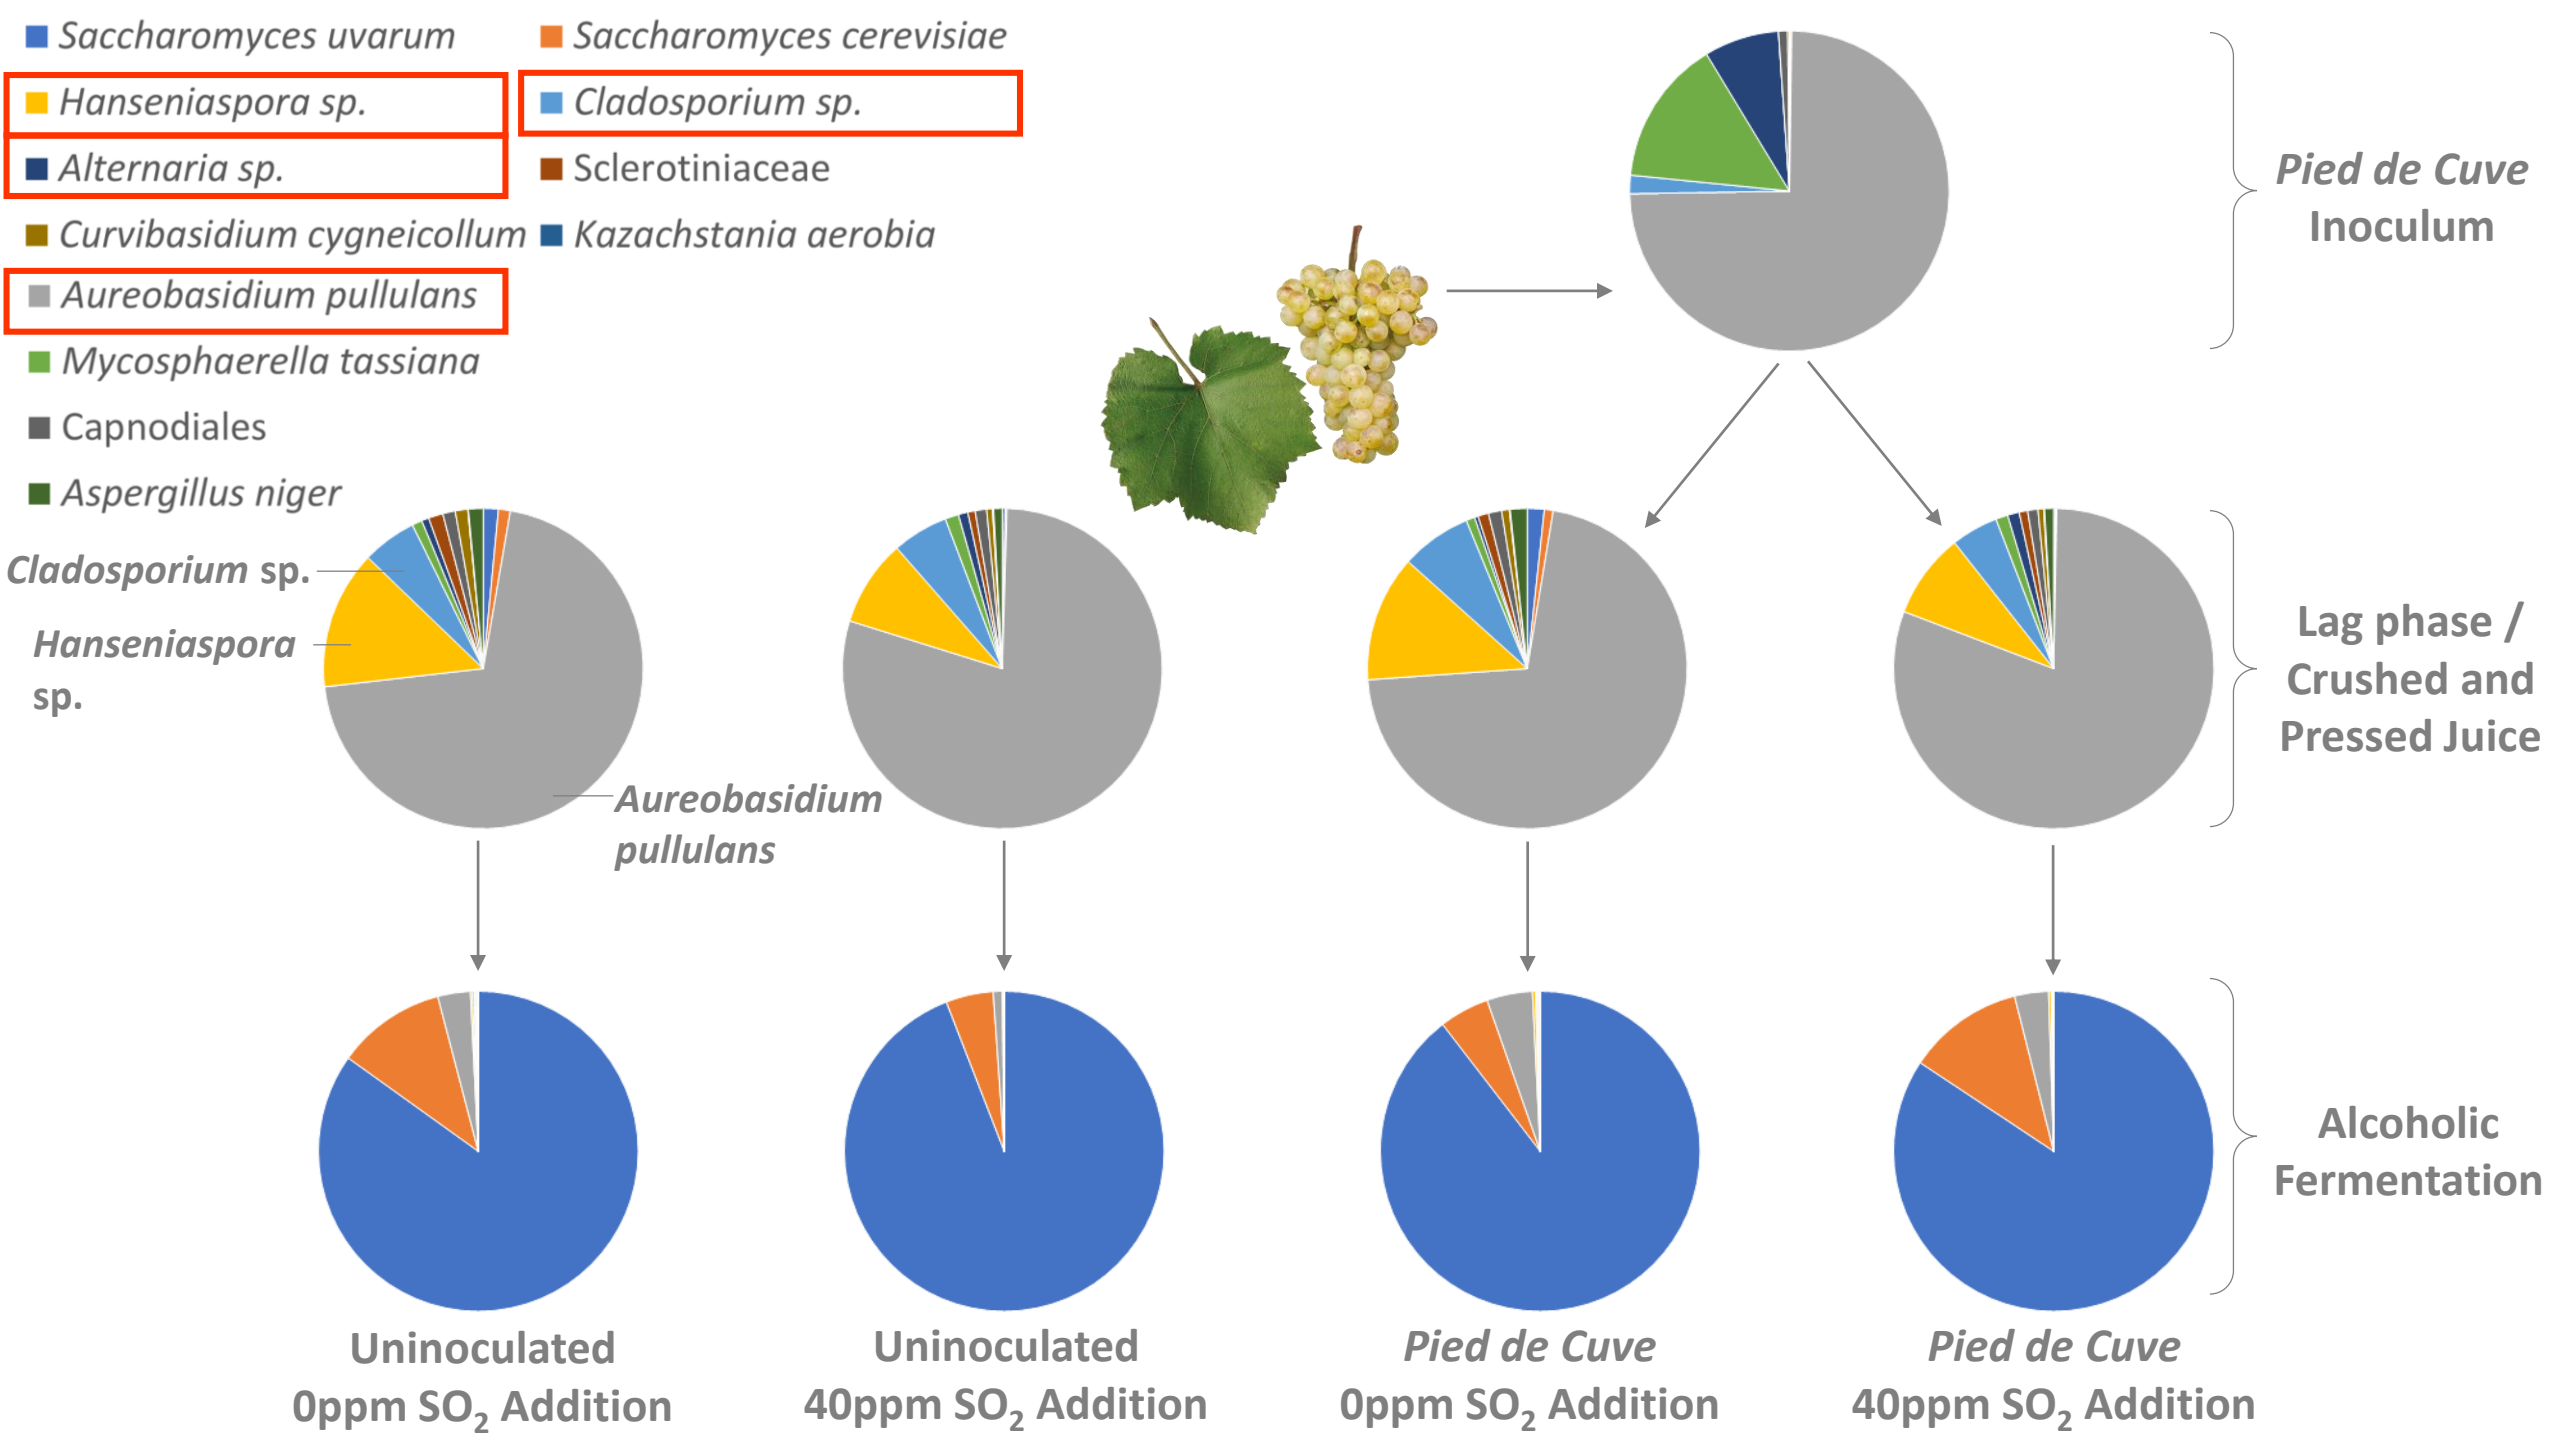 Saccharomyces uvarum
Saccharomyces cerevisiae
Hanseniaspora sp.
Cladosporium sp.
Alternaria sp.
Sclerotiniaceae
Curvibasidium cygneicollum
Kazachstania aerobia
Aureobasidium pullulans
Mycosphaerella tassiana
Capnodiales
Aspergillus niger
Pied de Cuve
Inoculum
Cladosporium sp.
Hanseniaspora
sp.
Aureobasidium
pullulans
Lag phase /
Crushed and
Pressed Juice
Alcoholic
Fermentation
Uninoculated
0ppm SO₂ Addition
Uninoculated
40ppm SO₂ Addition
Pied de Cuve
0ppm SO₂ Addition
Pied de Cuve
40ppm SO₂ Addition